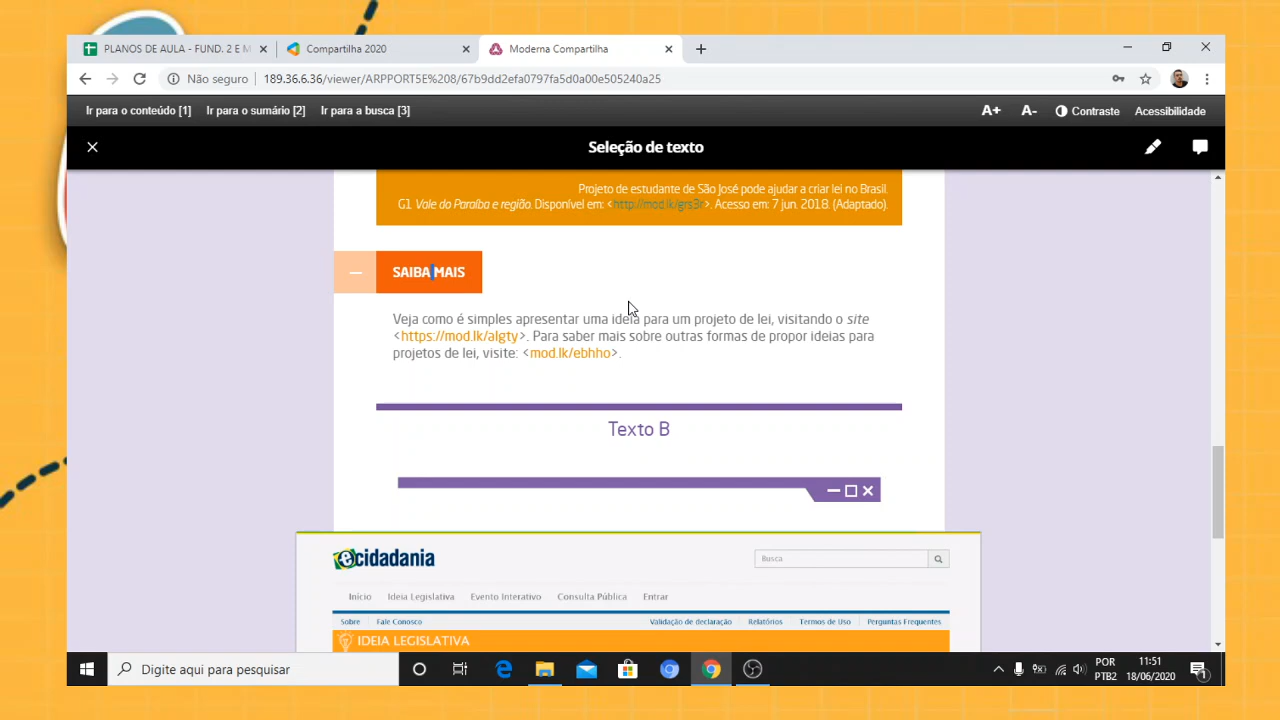 PLANOS DE AULA - FUND. 2 E M
Compartilha 2020
Moderna Compartilha
Não seguro
189.36.6.36/viewer/ARPPORT5E%208/67b9dd2efa0797fa5d0a00e505240a25
Ir para o conteúdo [1]
Ir para o sumário [2]
Ir para a busca [3]
A+
A-
Contraste
Acessibilidade
Seleção de texto
Projeto de estudante de São José pode ajudar a criar lei no Brasil.
G1 Vale do Paraíba e região. Disponível em: <http://mod.lk/grs3r>. Acesso em: 7 jun. 2018. (Adaptado).
SAIBA MAIS
Veja como é simples apresentar uma ideia para um projeto de lei, visitando o site
<https://mod.lk/algty>. Para saber mais sobre outras formas de propor ideias para
projetos de lei, visite: <mod.lk/ebhho>.
Texto B
ecidadania
Busca
Início
Ideia Legislativa
Evento Interativo
Consulta Pública
Entrar
Sobre
Fale Conosco
Validação de declaração
Relatórios
Termos de Uso
Perguntas Frequentes
IDEIA LEGISLATIVA
Digite aqui para pesquisar
POR
PTB2
11:51
18/06/2020
1